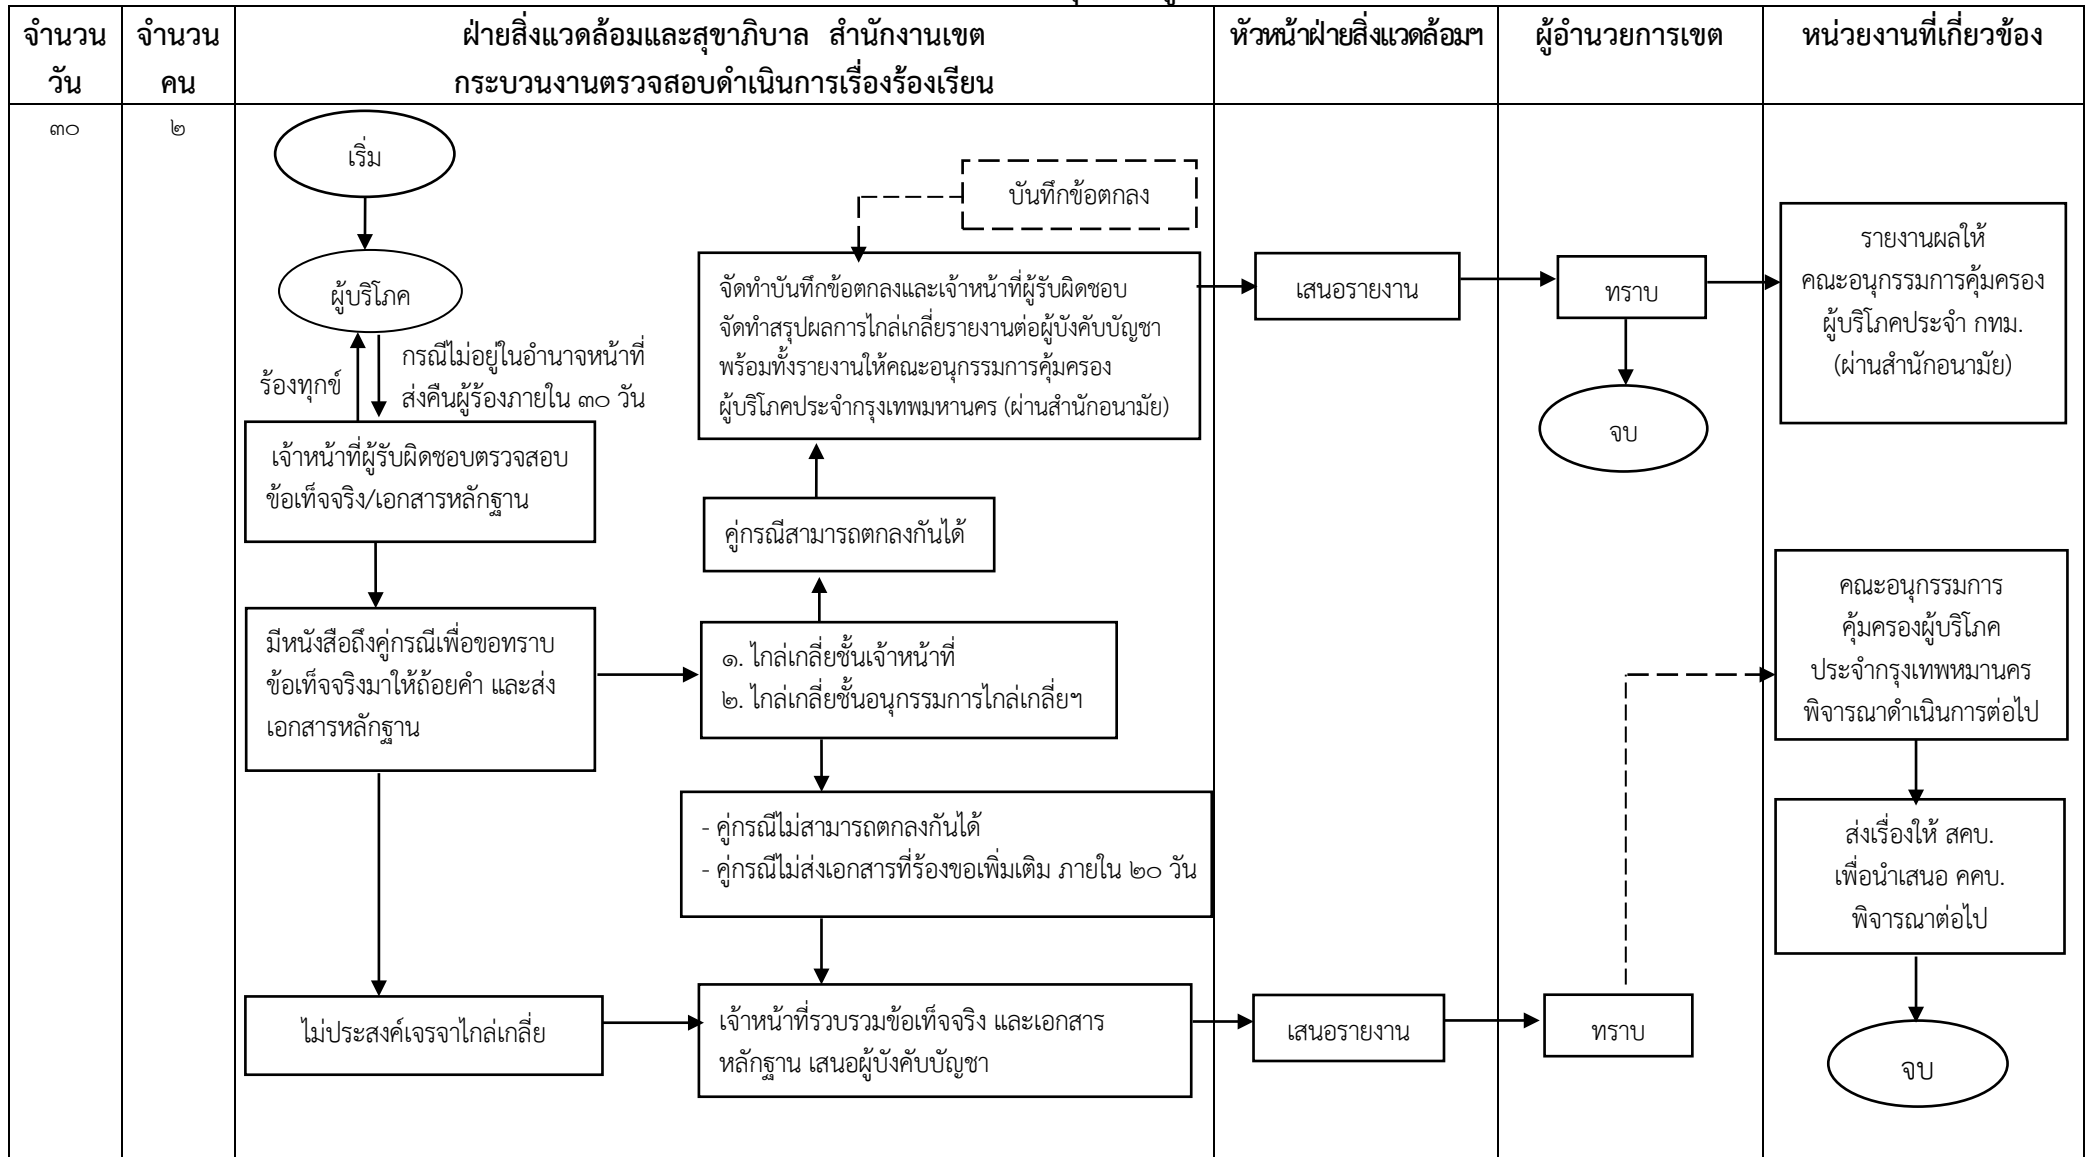 จำนวน
วัน
จำนวน
คน
ฝ่ายสิ่งแวดล้อมและสุขาภิบาล สำนักงานเขต
กระบวนงานตรวจสอบดำเนินการเรื่องร้องเรียน
หัวหน้าฝ่ายสิ่งแวดล้อมฯ
ผู้อำนวยการเขต
หน่วยงานที่เกี่ยวข้อง
๓๐
๒
เริ่ม
ผู้บริโภค
ร้องทุกข์
กรณีไม่อยู่ในอำนาจหน้าที่
ส่งคืนผู้ร้องภายใน ๓๐ วัน
เจ้าหน้าที่ผู้รับผิดชอบตรวจสอบ
ข้อเท็จจริง/เอกสารหลักฐาน
มีหนังสือถึงคู่กรณีเพื่อขอทราบ
ข้อเท็จจริงมาให้ถ้อยคำ และส่ง
เอกสารหลักฐาน
ไม่ประสงค์เจรจาไกล่เกลี่ย
บันทึกข้อตกลง
จัดทำบันทึกข้อตกลงและเจ้าหน้าที่ผู้รับผิดชอบ
จัดทำสรุปผลการไกล่เกลี่ยรายงานต่อผู้บังคับบัญชา
พร้อมทั้งรายงานให้คณะอนุกรรมการคุ้มครอง
ผู้บริโภคประจำกรุงเทพมหานคร (ผ่านสำนักอนามัย)
คู่กรณีสามารถตกลงกันได้
๑. ไกล่เกลี่ยชั้นเจ้าหน้าที่
๒. ไกล่เกลี่ยชั้นอนุกรรมการไกล่เกลี่ยฯ
- คู่กรณีไม่สามารถตกลงกันได้
- คู่กรณีไม่ส่งเอกสารที่ร้องขอเพิ่มเติม ภายใน ๒๐ วัน
เจ้าหน้าที่รวบรวมข้อเท็จจริง และเอกสาร
หลักฐาน เสนอผู้บังคับบัญชา
เสนอรายงาน
ทราบ
จบ
รายงานผลให้
คณะอนุกรรมการคุ้มครอง
ผู้บริโภคประจำ กทม.
(ผ่านสำนักอนามัย)
เสนอรายงาน
ทราบ
คณะอนุกรรมการ
คุ้มครองผู้บริโภค
ประจำกรุงเทพหมานคร
พิจารณาดำเนินการต่อไป
ส่งเรื่องให้ สคบ.
เพื่อนำเสนอ คคบ.
พิจารณาต่อไป
จบ